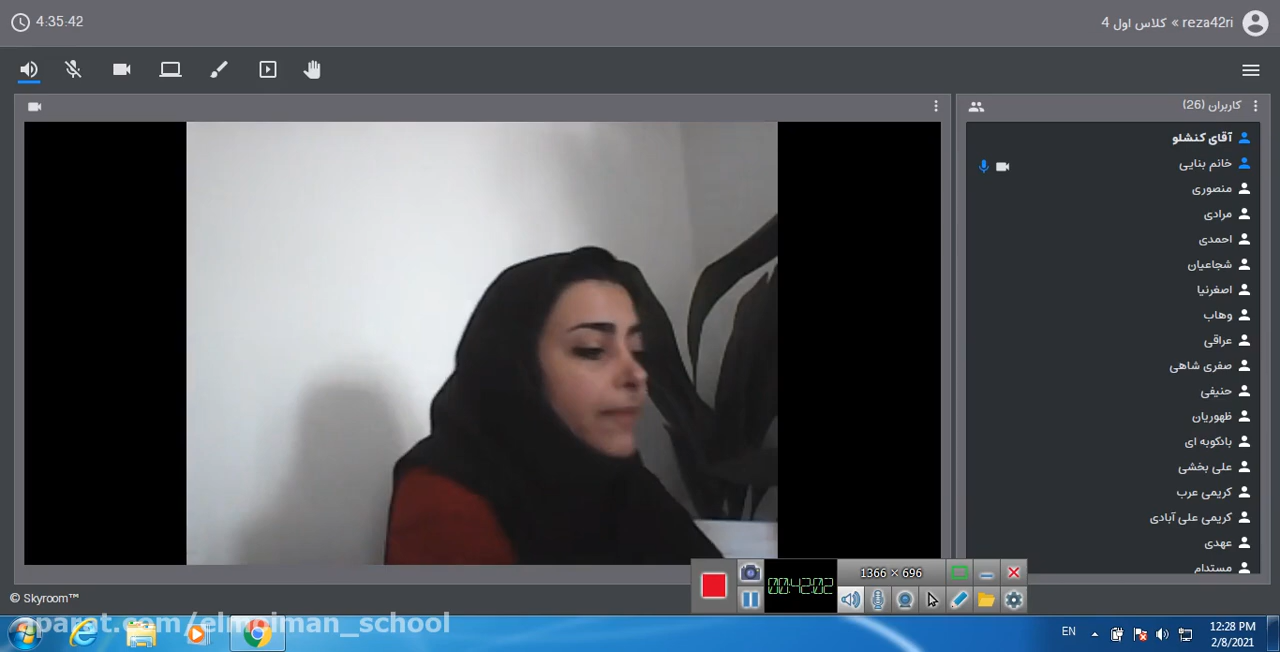 4:35:42
reza42ri » کلاس اول 4
کاربران (26)
آقای کنشلو
خانم بنایی
منصوری
مرادی
احمدی
شجاعیان
اصغرنیا
وهاب
عراقی
صفری شاهی
حنیفی
ظهوریان
بادکوبه ای
علی بخشی
کریمی عرب
کریمی علی آبادی
عهدی
مستدام
© Skyroom™
00:42:02
1366 × 696
aparat.com/elmoiman_school
EN
12:28 PM
2/8/2021